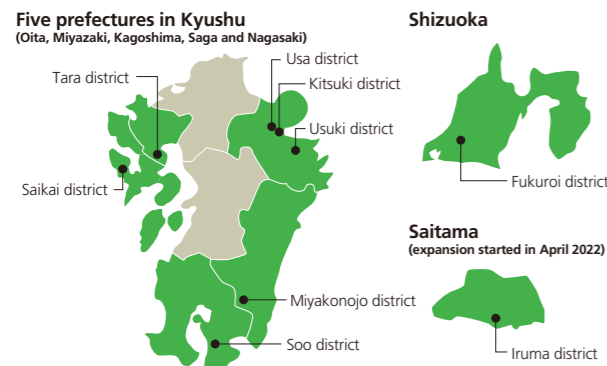 Five prefectures in Kyushu
(Oita, Miyazaki, Kagoshima, Saga and Nagasaki)
Usa district
Tara district
Kitsuki district
Usuki district
Saikai district
Miyakonojo district
Soo district
Shizuoka
Fukuroi district
Saitama
(expansion started in April 2022)
Iruma district